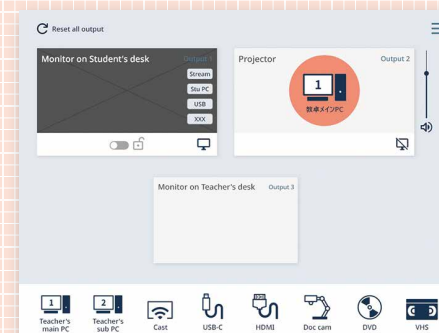 Reset all output
Monitor on Student's desk
Output 1
Stream
Stu PC
USB
XXX
Projector
Output 2
1
教卓メインPC
Monitor on Teacher's desk
Output 3
1
Teacher's
main PC
2
Teacher's
sub PC
Cast
USB-C
HDMI
Doc cam
DVD
VHS